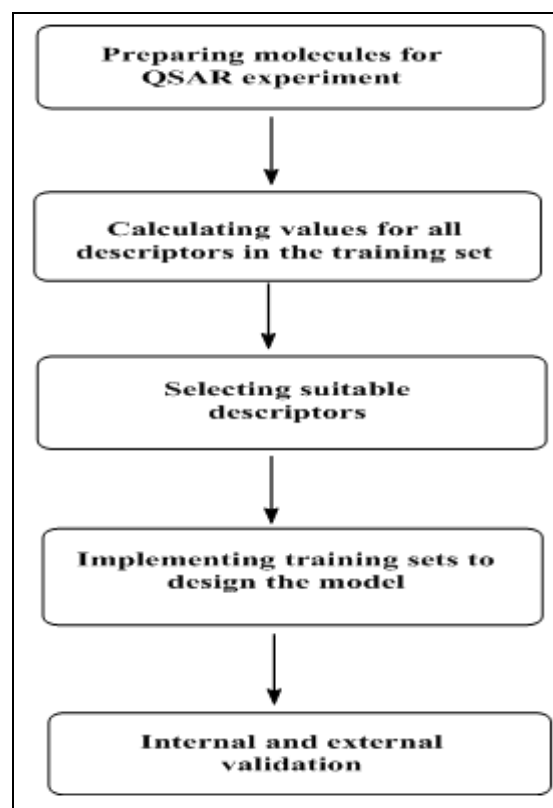 Preparing molecules for
QSAR experiment
Calculating values for all
descriptors in the training set
Selecting suitable
descriptors
Implementing training sets to
design the model
Internal and external
validation